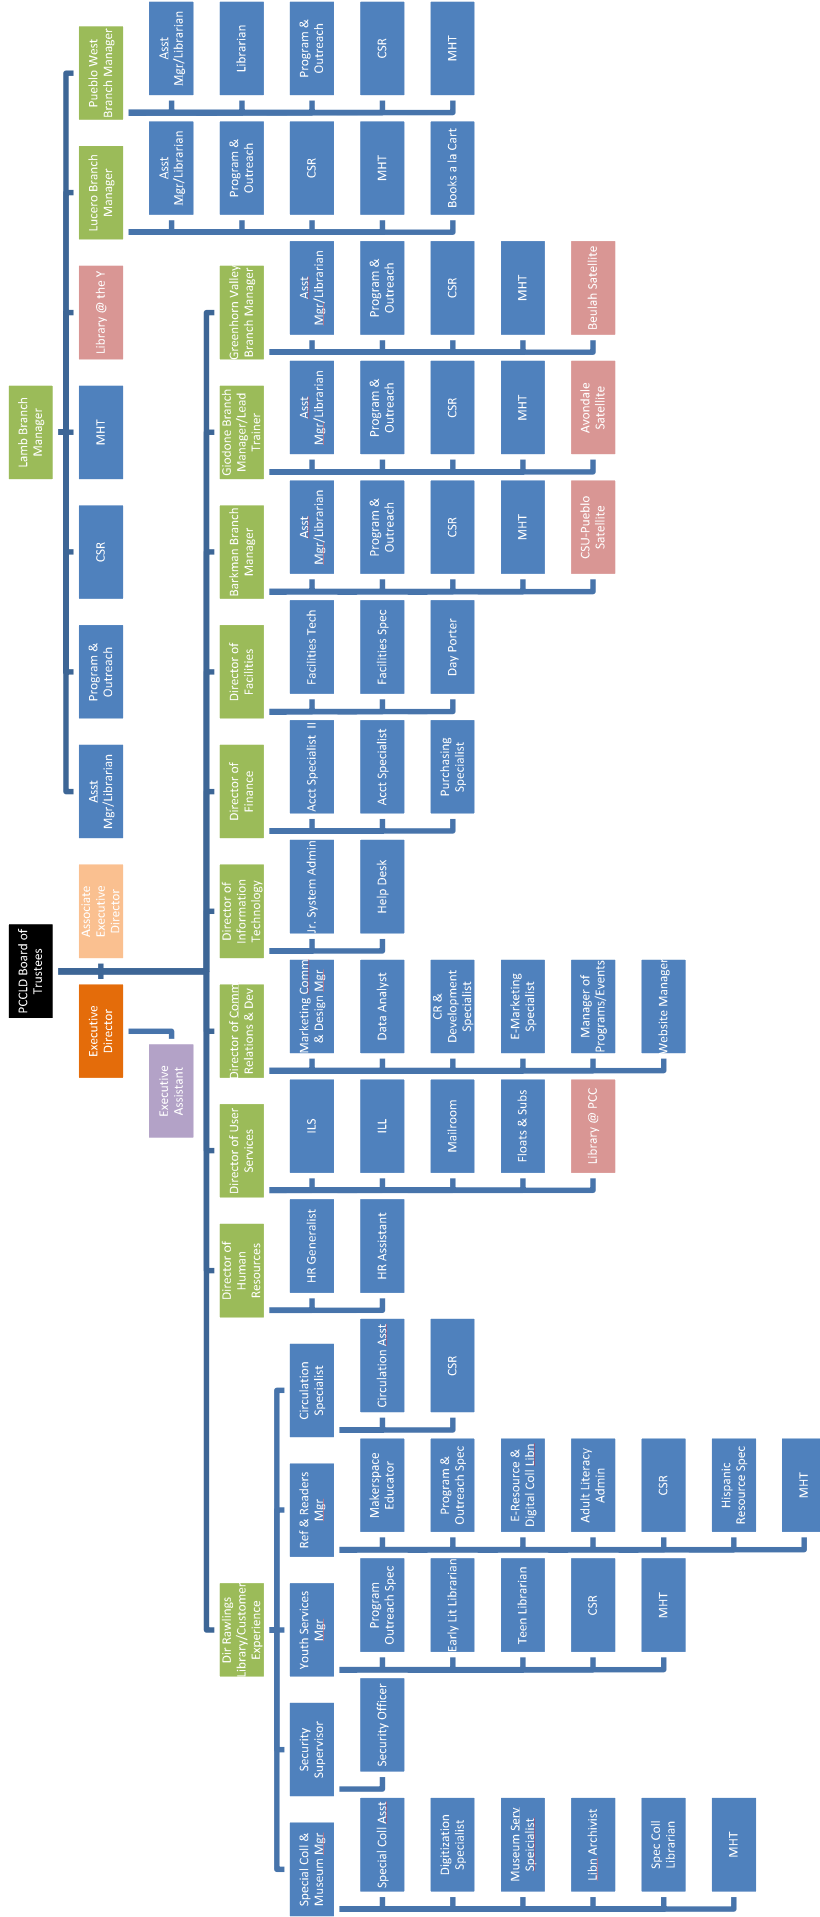 PCCLD Board of
Trustees
Executive
Director
Associate
Executive
Director
Executive
Assistant
Dir Rawlings
Library/Customer
Experience
Special Coll &
Museum Mgr
Special Coll Asst
Digitization
Specialist
Museum Serv
Speicialist
Libn Archivist
Spec Coll
Librarian
MHT
Security
Supervisor
Security Officer
Youth Services
Mgr
Program
Outreach Spec
Early Lit Librarian
Teen Librarian
CSR
MHT
Ref & Readers
Mgr
Makerspace
Educator
Program &
Outreach Spec
E-Resource &
Digital Coll Libn
Adult Literacy
Admin
CSR
Hispanic
Resource Spec
MHT
Circulation
Specialist
Circulation Asst
CSR
Director of
Human
Resources
HR Generalist
HR Assistant
Director of User
Services
ILS
ILL
Mailroom
Floats & Subs
Library @ PCC
Director of Comm
Relations & Dev
Marketing Comm
& Design Mgr
Data Analyst
CR &
Development
Specialist
E-Marketing
Specialist
Manager of
Programs/Events
Website Manager
Director of
Information
Technology
Jr. System Admin
Help Desk
Director of
Finance
Acct Specialist II
Acct Specialist
Purchasing
Specialist
Director of
Facilities
Facilities Tech
Facilities Spec
Day Porter
Barkman Branch
Manager
Asst
Mgr/Librarian
Program &
Outreach
CSR
MHT
CSU-Pueblo
Satellite
Giodone Branch
Manager/Lead
Trainer
Asst
Mgr/Librarian
Program &
Outreach
CSR
MHT
Avondale
Satellite
Greenhorn Valley
Branch Manager
Asst
Mgr/Librarian
Program &
Outreach
CSR
MHT
Beulah Satellite
Lamb Branch
Manager
Asst
Mgr/Librarian
Program &
Outreach
CSR
MHT
Library @ the Y
Lucero Branch
Manager
Asst
Mgr/Librarian
Program &
Outreach
CSR
MHT
Books a la Cart
Pueblo West
Branch Manager
Asst
Mgr/Librarian
Librarian
Program &
Outreach
CSR
MHT